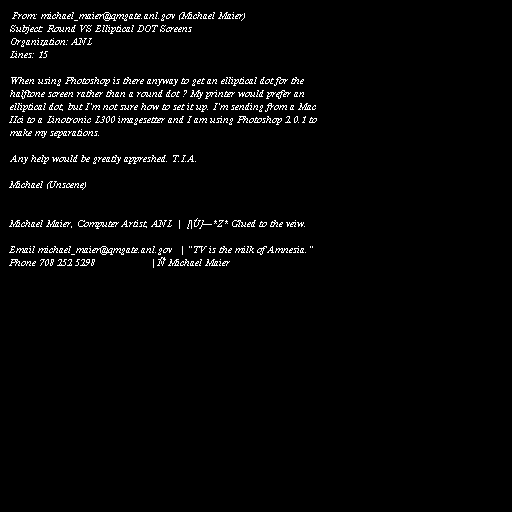 From: michael_maier@qmgate.anl.gov (Michael Maier)
Subject: Round VS Elliptical DOT Screens
Organization: ANL
Lines: 15
When using Photoshop is there anyway to get an elliptical dot for the
halftone screen rather than a round dot ? My printer would prefer an
elliptical dot, but I'm not sure how to set it up. I'm sending from a Mac
IIci to a Linotronic L300 imagesetter and I am using Photoshop 2.0.1 to
make my separations.
Any help would be greatly appreshed. T.I.A.
Michael (Unscene)
Michael Maier, Computer Artist, ANL | [|Ü]—*Z* Glued to the veiw.
Email michael_maier@qmgate.anl.gov | "TV is the milk of Amnesia."
Phone 708 252 5298 | Michael Maier